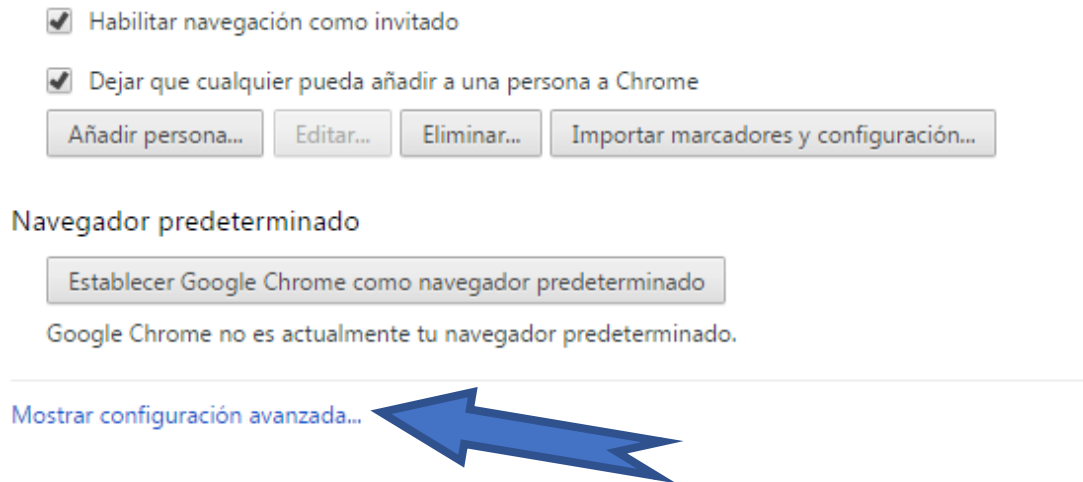 Habilitar navegación como invitado
Dejar que cualquier pueda añadir a una persona a Chrome
Añadir persona... Editar... Eliminar... Importar marcadores y configuración...
Navegador predeterminado
Establecer Google Chrome como navegador predeterminado
Google Chrome no es actualmente tu navegador predeterminado.
Mostrar configuración avanzada...